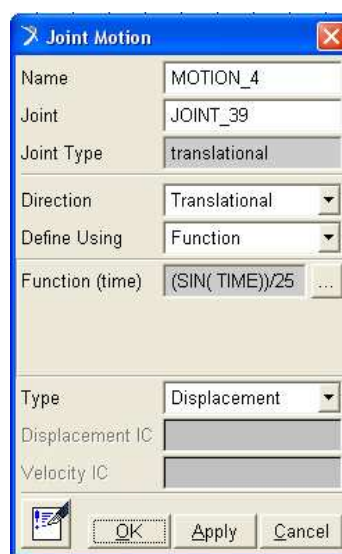 Joint Motion
Name MOTION_4
Joint JOINT_39
Joint Type translational
Direction Translational
Define Using Function
Function (time) (SIN( TIME))/25 ...
Type Displacement
Displacement IC
Velocity IC
OK Apply Cancel